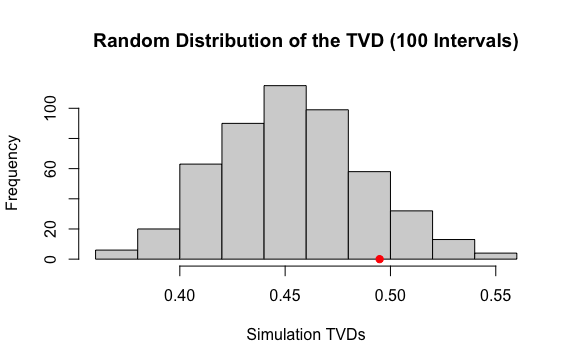 Random Distribution of the TVD (100 Intervals)
Frequency
100
60
20
0
0.40 0.45 0.50 0.55
Simulation TVDs